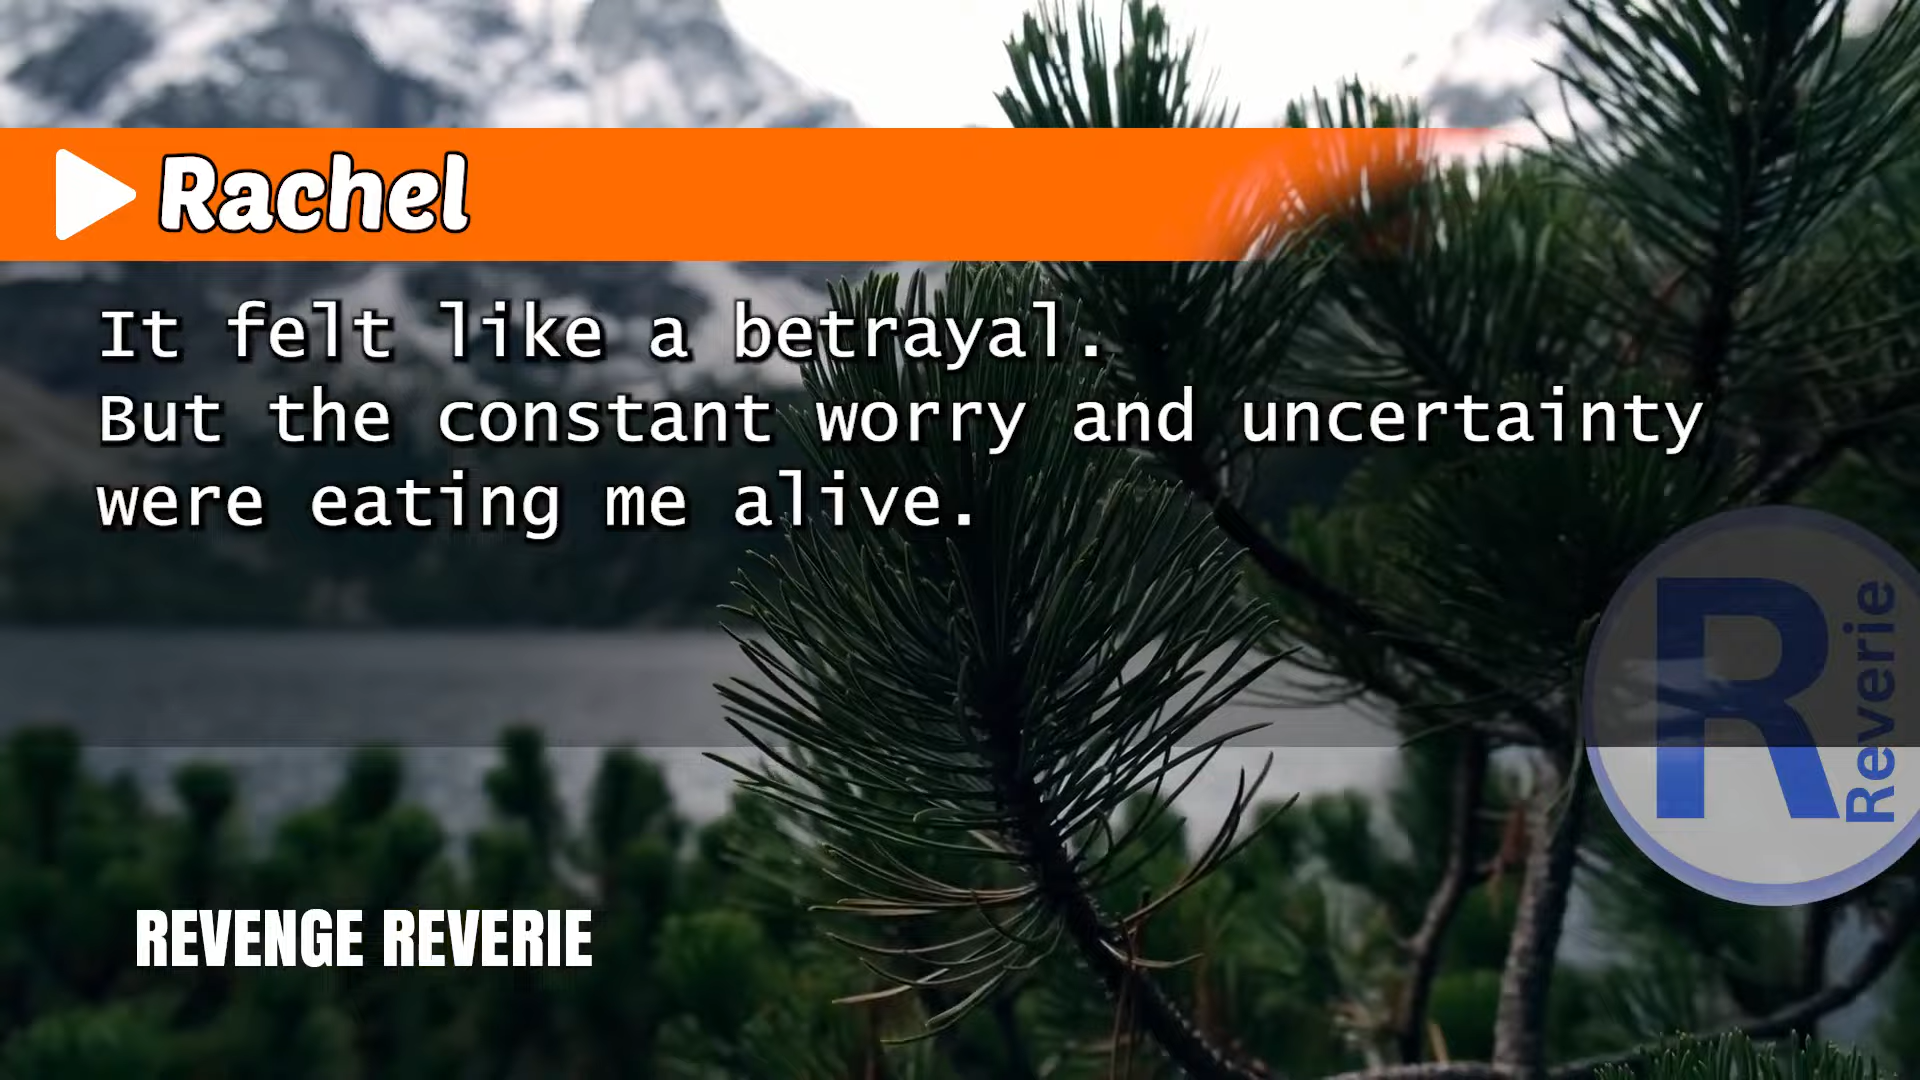 Rachel
It felt like a betrayal.
But the constant worry and uncertainty
were eating me alive.
R
Reverie
REVENGE REVERIE